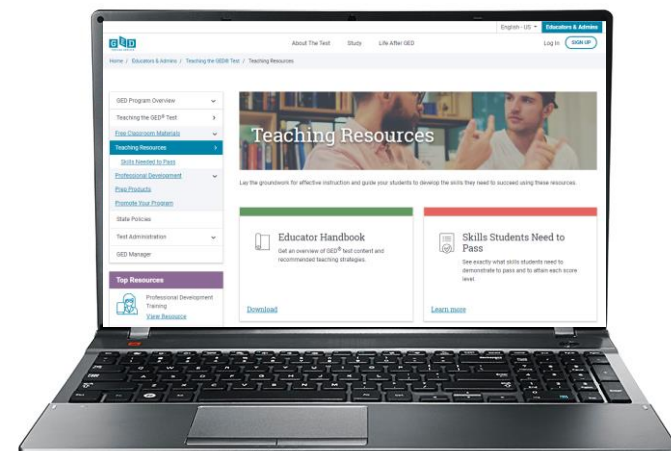 English - US
Educators & Admins
GED
About The Test
Study
Life After GED
Log In
SIGN UP
Home / Educators & Admins / Teaching the GED® Test / Teaching Resources
GED Program Overview
Teaching the GED® Test
Free Classroom Materials
Teaching Resources
Skills Needed to Pass
Professional Development
Prep Products
Promote Your Program
State Policies
Test Administration
GED Manager
Top Resources
Professional Development
Training
View Resource
Teaching Resources
Lay the groundwork for effective instruction and guide your students to develop the skills they need to succeed using these resources.
Educator Handbook
Get an overview of GED® test content and
recommended teaching strategies.
Download
Skills Students Need to
Pass
See exactly what skills students need to
demonstrate to pass and to attain each score
level.
Learn more